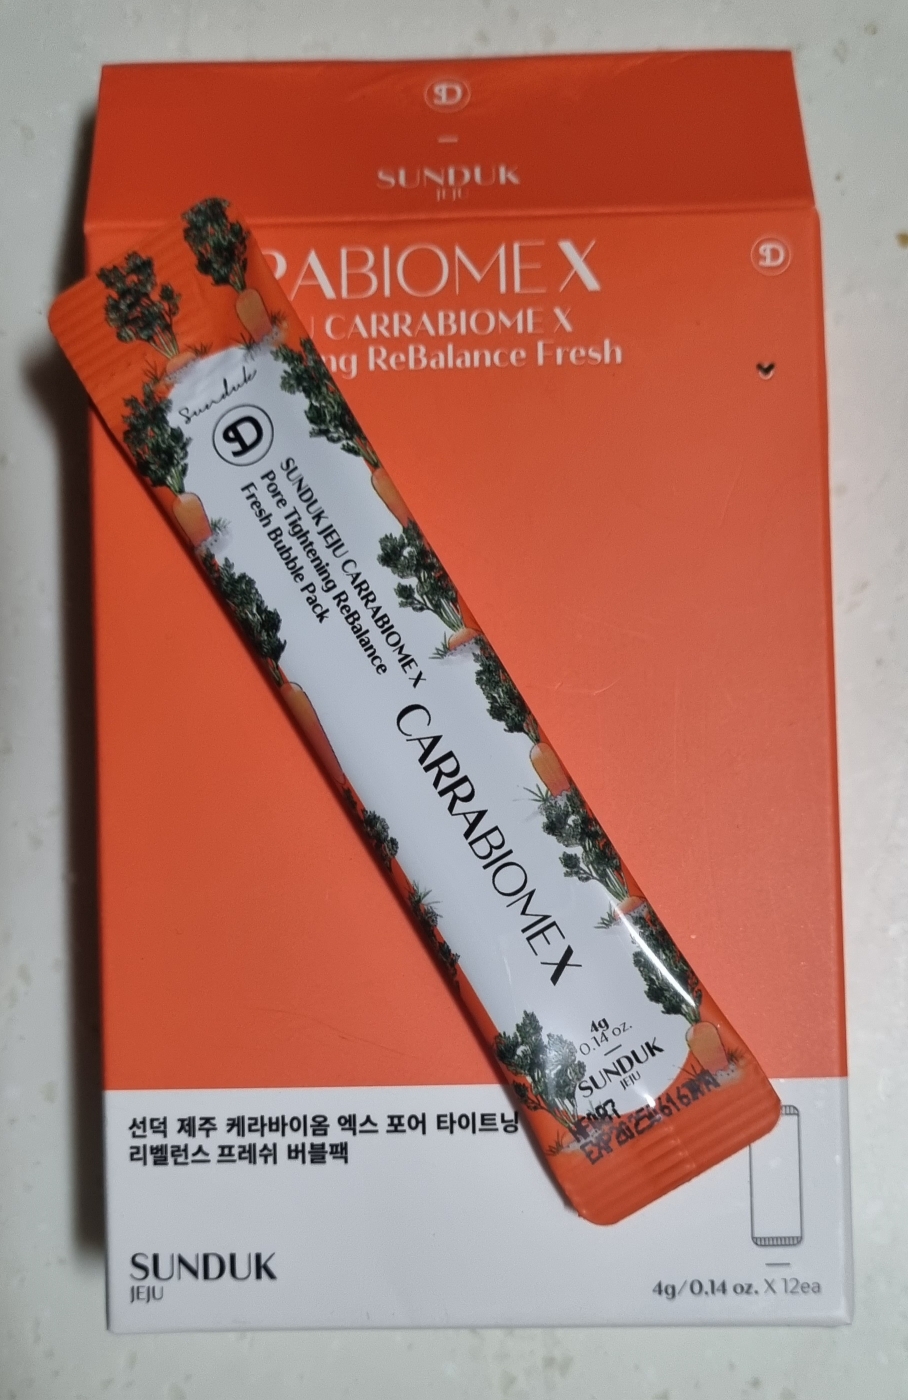 SUNDUK
JEJU
RABIOME X
CARRABIOME X
ng ReBalance Fresh
Sunduk
SUNDUK JEJU CARRABIOME X
Pore Tightening ReBalance
Fresh Bubble Pack
CARRABIOME X
4g
0.14 oz.
SUNDUK
JEJU
선덕 제주 케라바이옴 엑스 포어 타이트닝
리벨런스 프레쉬 버블팩
SUNDUK
JEJU
4g/0.14 oz. X 12ea